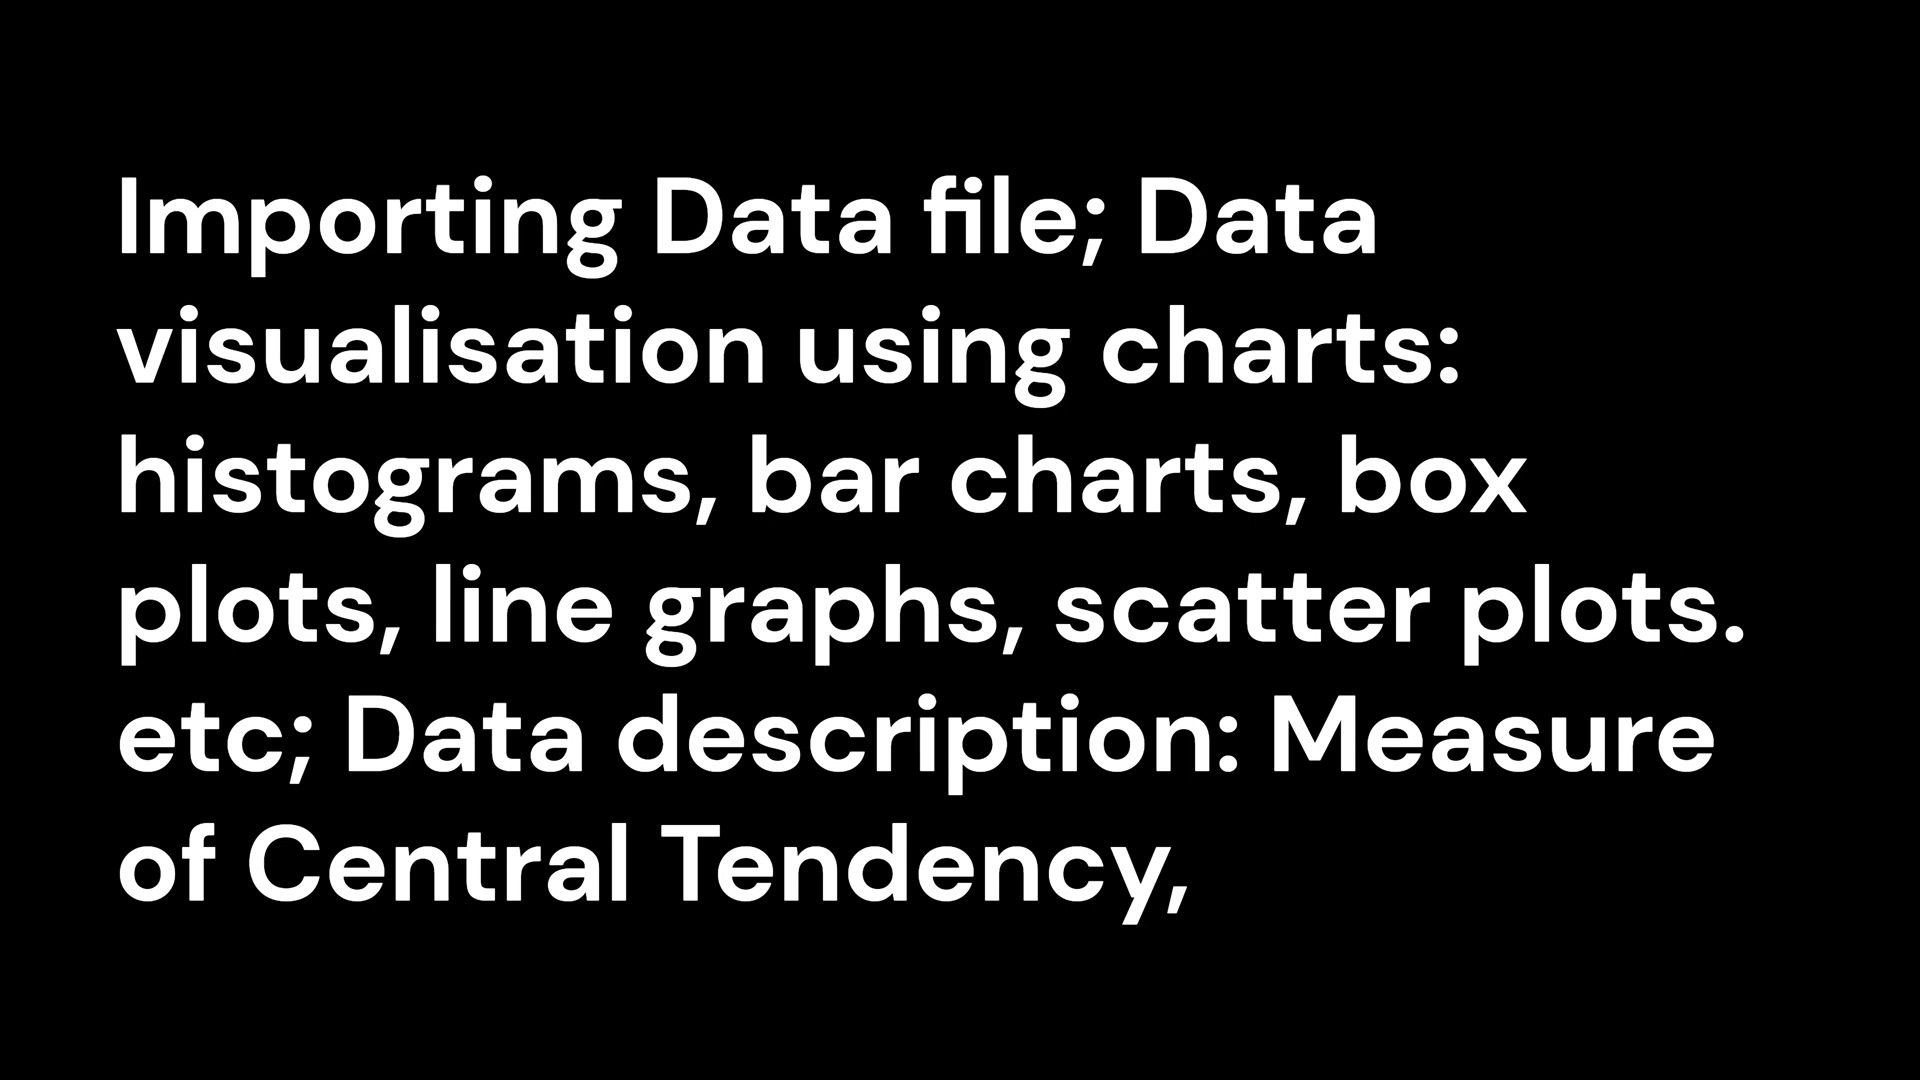 Importing Data file; Data
visualisation using charts:
histograms, bar charts, box
plots, line graphs, scatter plots.
etc; Data description: Measure
of Central Tendency,